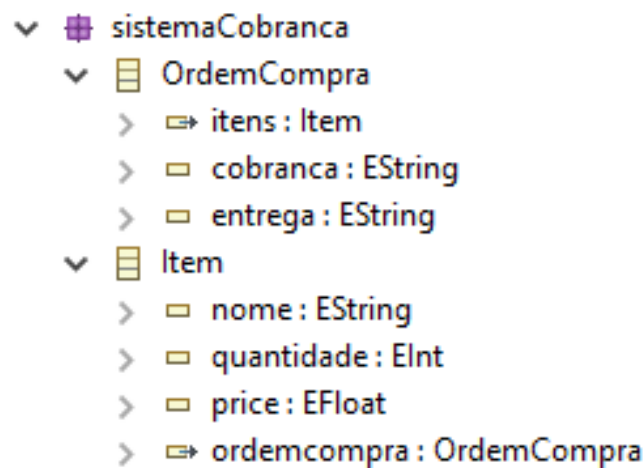 sistemaCobranca
OrdemCompra
itens : Item
cobranca : EString
entrega : EString
Item
nome : EString
quantidade : EInt
price : EFloat
ordemcompra : OrdemCompra